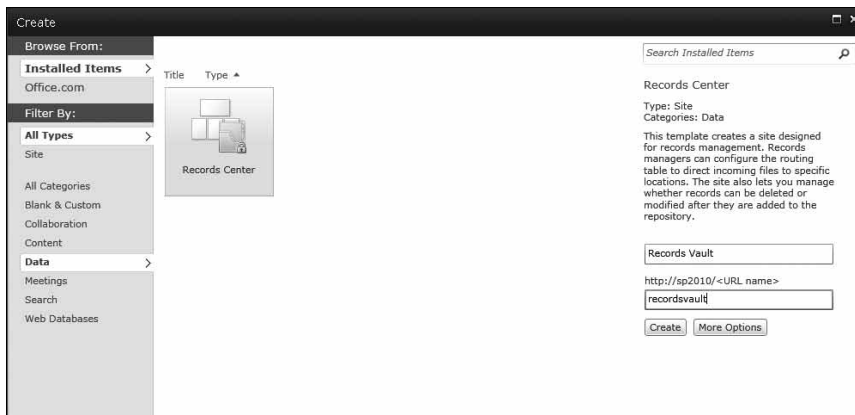 Create
Browse From:
Installed Items
Office.com
Filter By:
All Types
Site
All Categories
Blank & Custom
Collaboration
Content
Data
Meetings
Search
Web Databases
Title Type
Records Center
Search Installed Items
Records Center
Type: Site
Categories: Data
This template creates a site designed
for records management. Records
managers can configure the routing
table to direct incoming files to specific
locations. The site also lets you manage
whether records can be deleted or
modified after they are added to the
repository.
Records Vault
http://sp2010/<URL name>
recordsvault
Create More Options